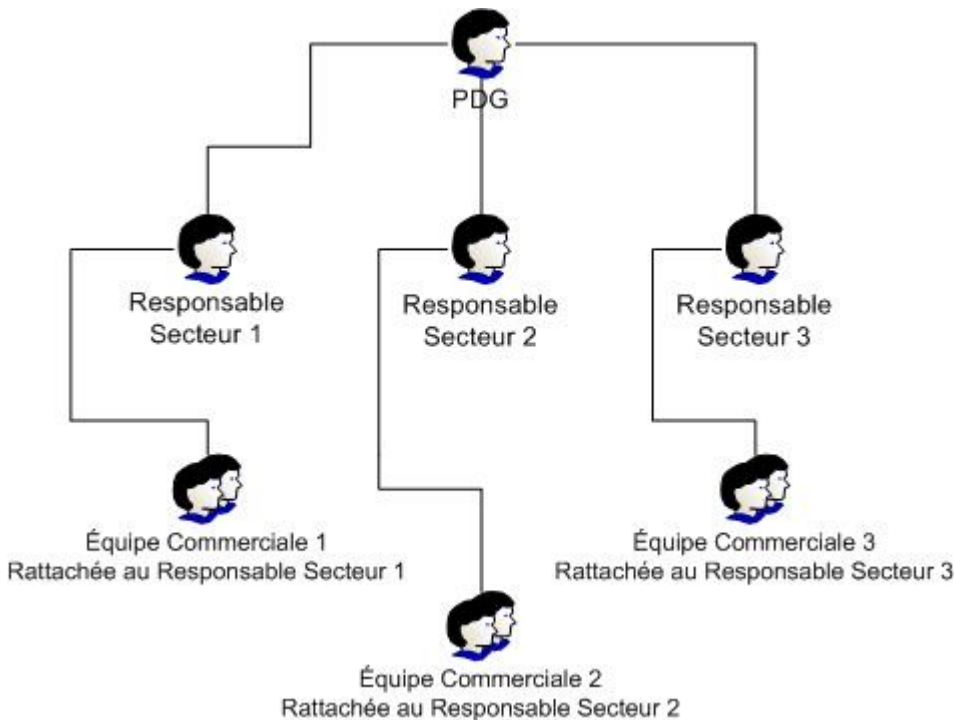 PDG
Responsable
Secteur 1
Responsable
Secteur 2
Responsable
Secteur 3
Équipe Commerciale 1
Rattachée au Responsable Secteur 1
Équipe Commerciale 3
Rattachée au Responsable Secteur 3
Équipe Commerciale 2
Rattachée au Responsable Secteur 2